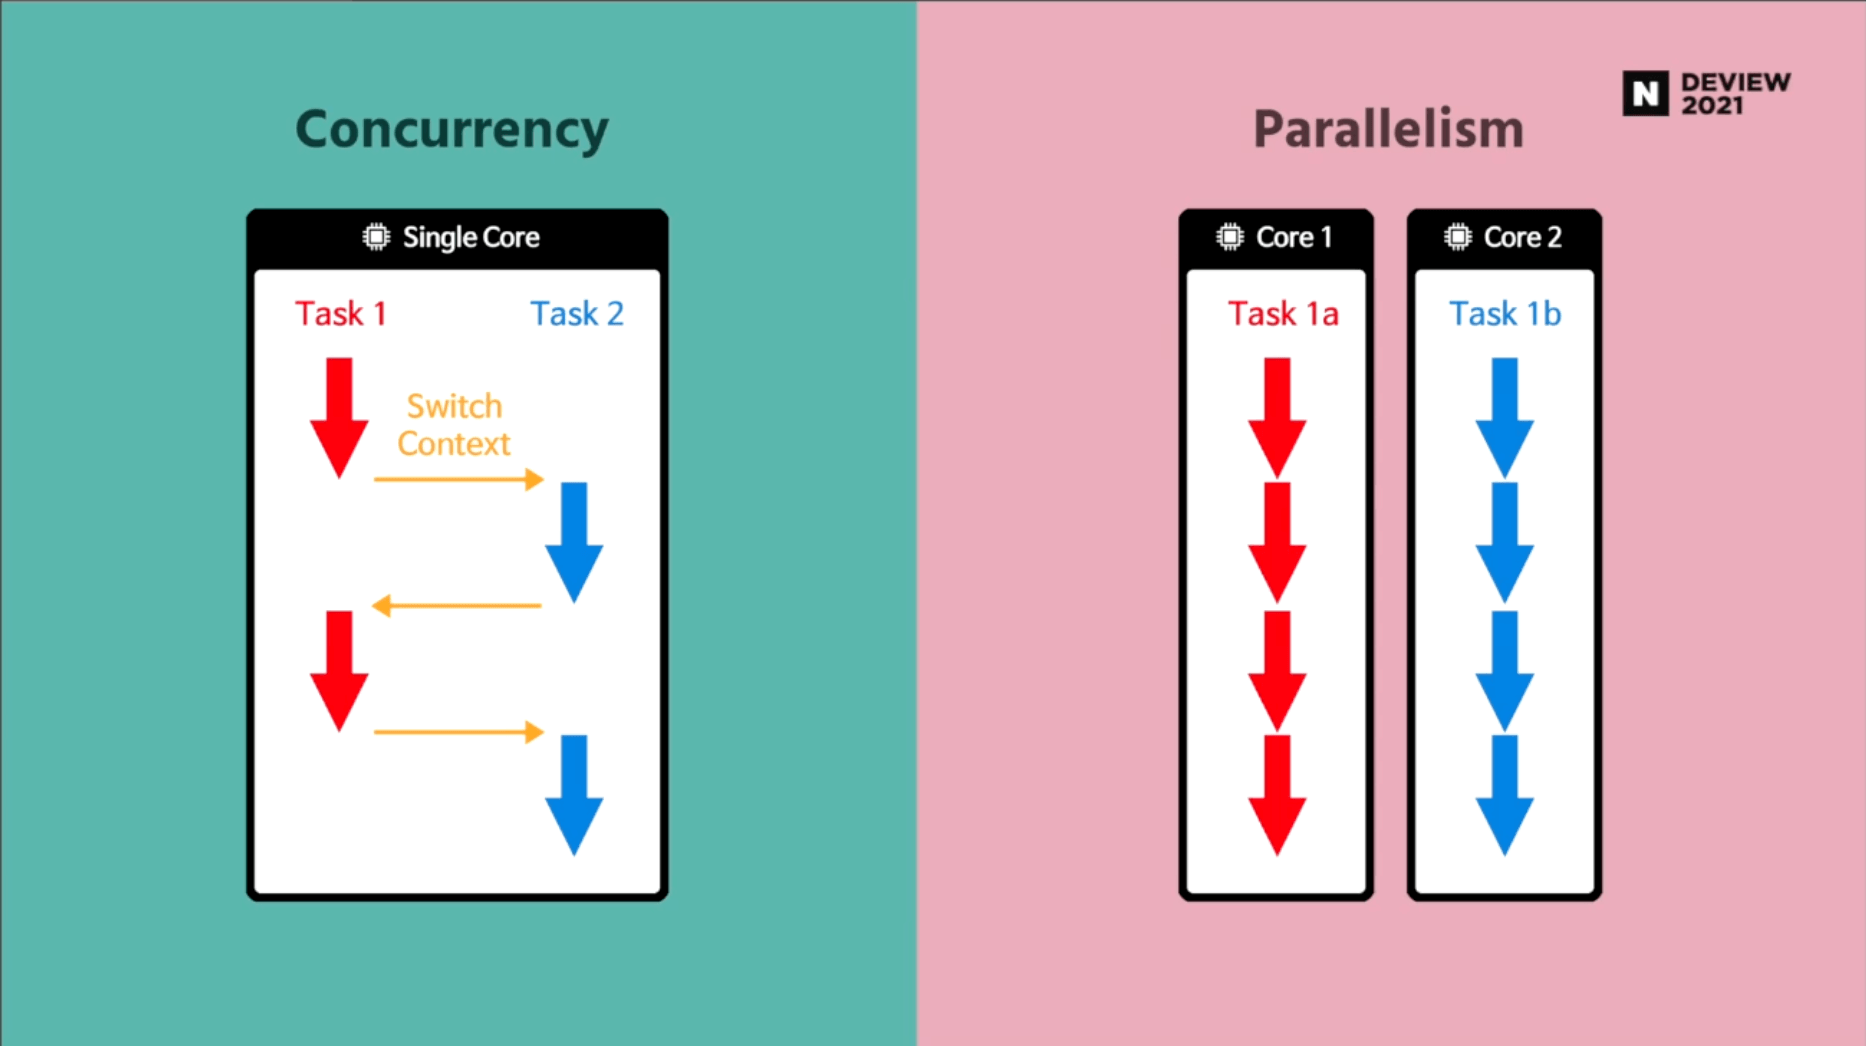 Concurrency
Single Core
Task 1
Task 2
Switch
Context
Parallelism
N
DEVIEW
2021
Core 1
Task 1a
Core 2
Task 1b